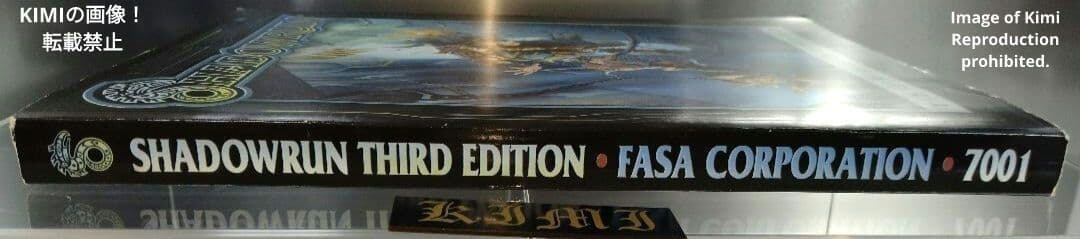 KIMIの画像！
転載禁止
Image of Kimi
Reproduction
prohibited.
SHADOWRUN
SHADOWRUN THIRD EDITION • FASA CORPORATION • 7001
KIMI